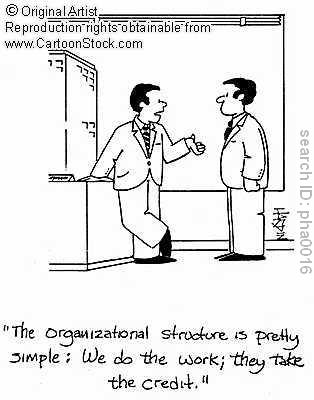 © Original Artist
Reproduction rights obtainable from
www.CartoonStock.com
search ID: pha0016
"The organizational structure is pretty
simple: We do the work; they take
the credit."